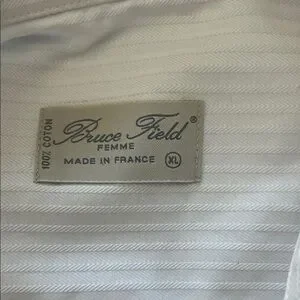 100% COTON
Bruce Field®
FEMME
MADE IN FRANCE XL